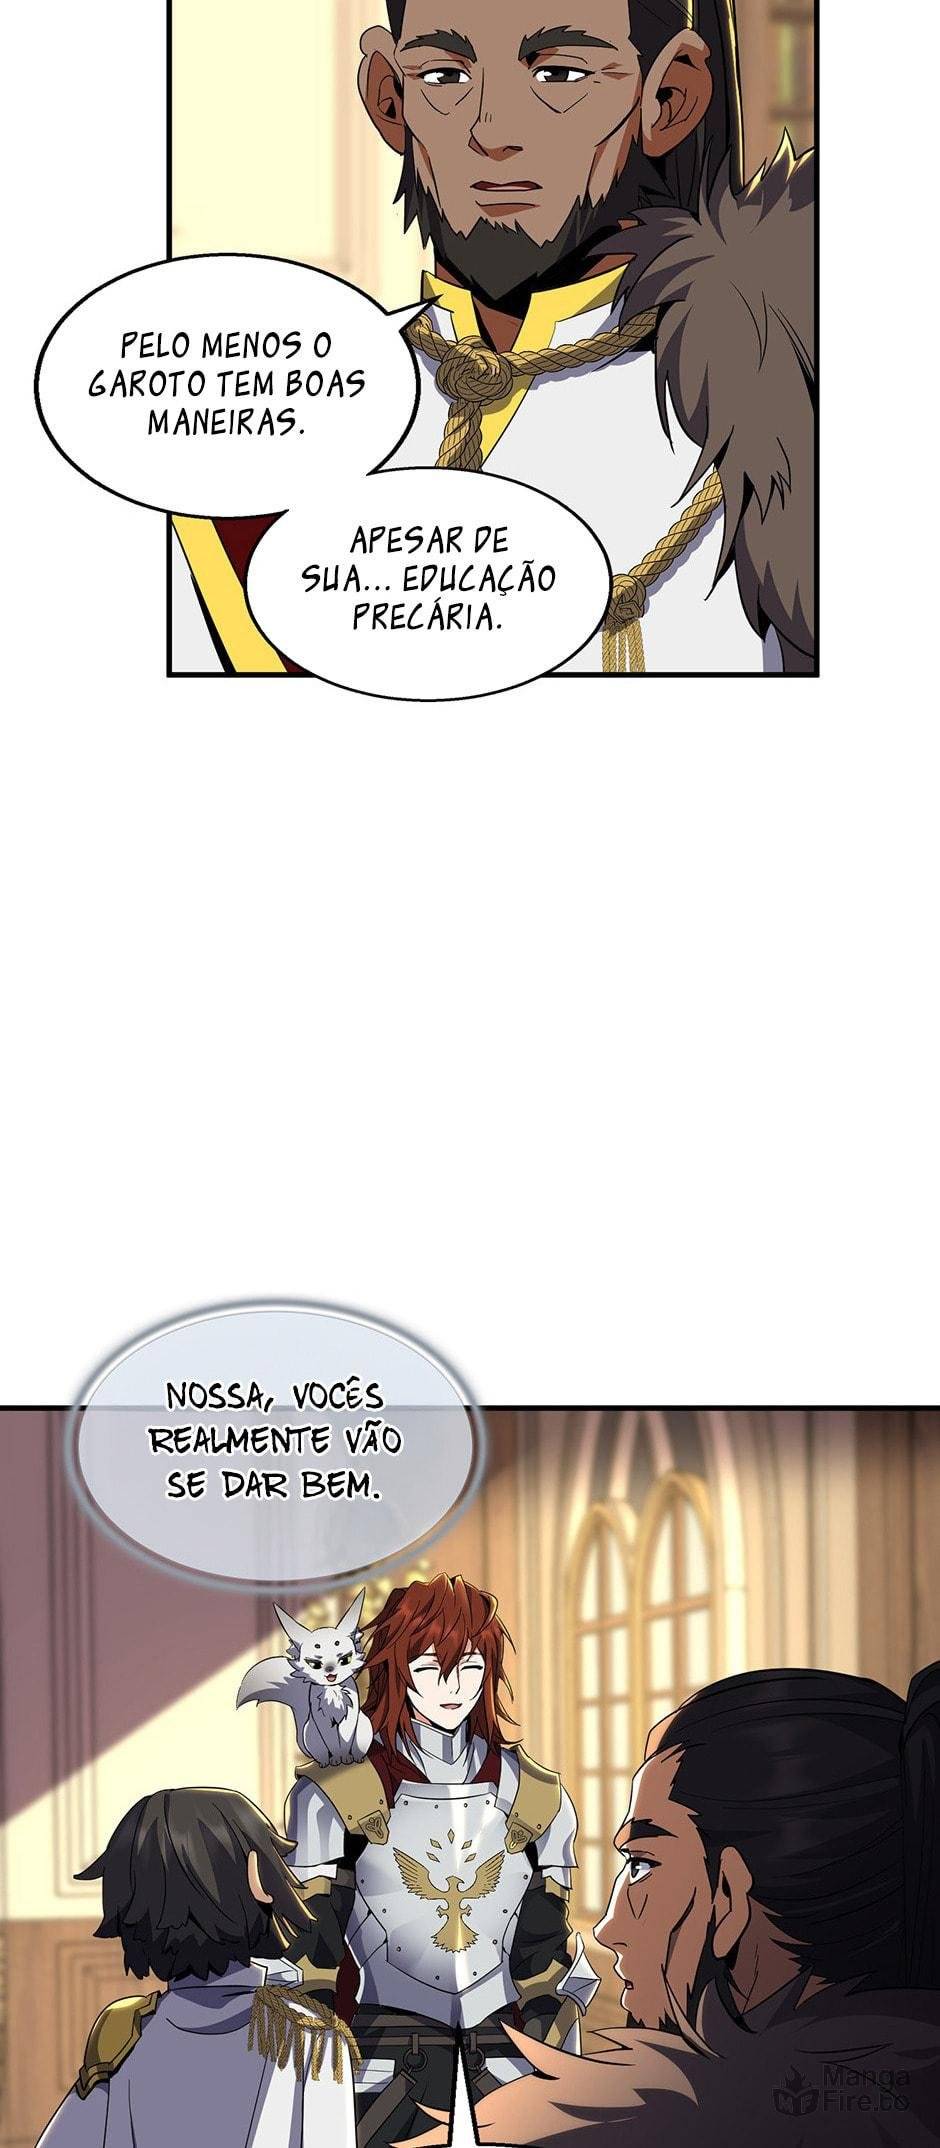 PELO MENOS O
GAROTO TEM BOAS
MANEIRAS.
APESAR DE
SUA... EDUCAÇÃO
PRECÁRIA.
NOSSA, VOCÊS
REALMENTE VÃO
SE DAR BEM.
Manga
Fire.to